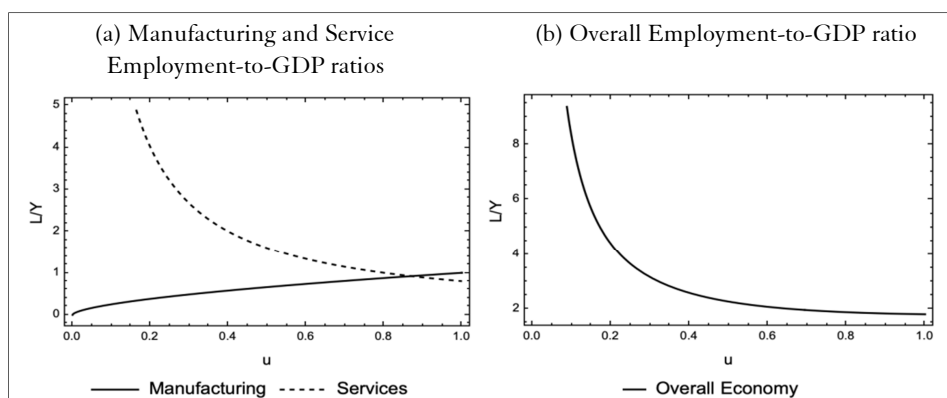 (a) Manufacturing and Service
Employment-to-GDP ratios
5
4
3
2
1
0
L/Y
0.0 0.2 0.4 0.6 0.8 1.0
u
Manufacturing Services
(b) Overall Employment-to-GDP ratio
8
6
4
2
L/Y
0.0 0.2 0.4 0.6 0.8 1.0
u
Overall Economy